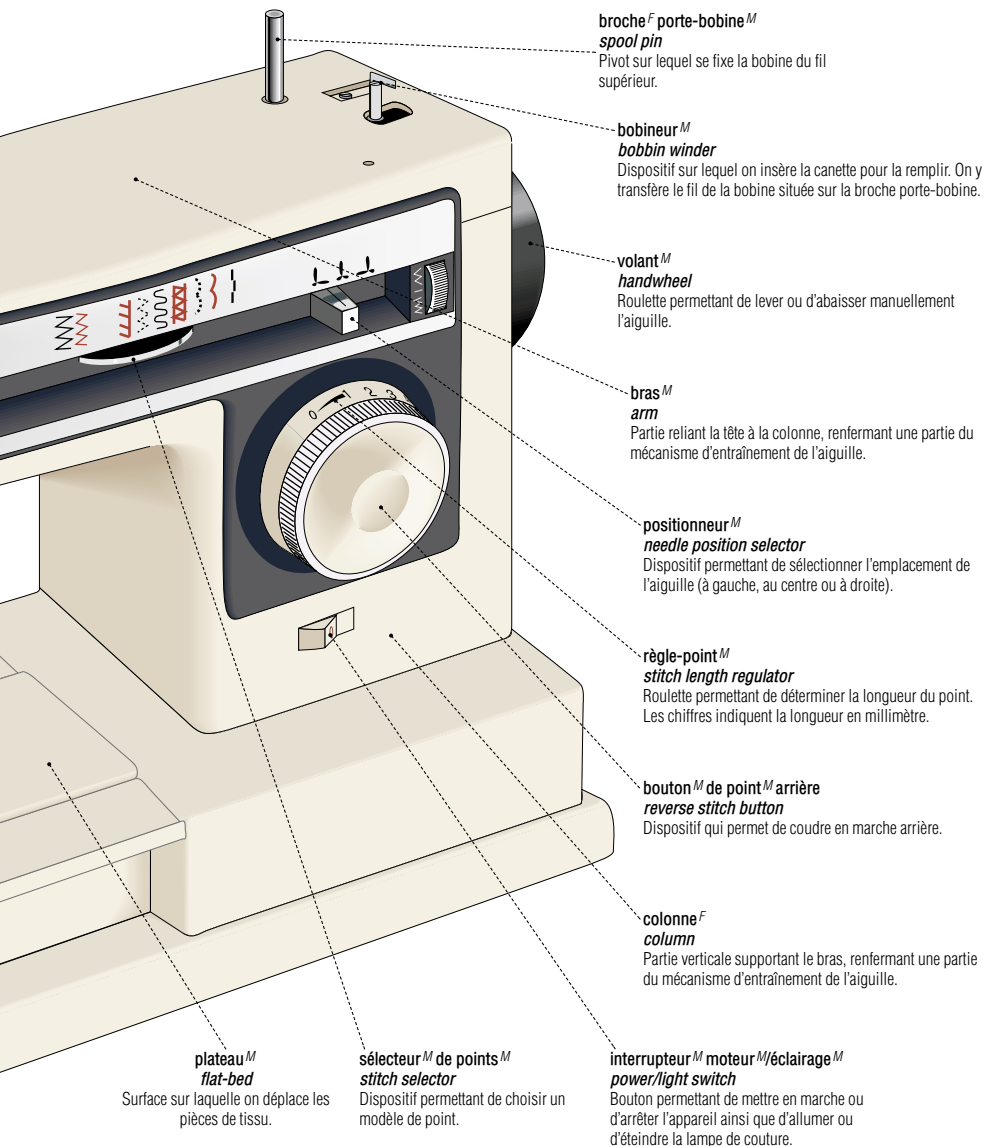 broche F porte-bobine M
spool pin
Pivot sur lequel se fixe la bobine du fil
supérieur.
bobineur M
bobbin winder
Dispositif sur lequel on insère la canette pour la remplir. On y
transfère le fil de la bobine située sur la broche porte-bobine.
volant M
handwheel
Roulette permettant de lever ou d'abaisser manuellement
l'aiguille.
bras M
arm
Partie reliant la tête à la colonne, renfermant une partie du
mécanisme d'entraînement de l'aiguille.
positionneur M
needle position selector
Dispositif permettant de sélectionner l'emplacement de
l'aiguille (à gauche, au centre ou à droite).
0 1 2 3
règle-point M
stitch length regulator
Roulette permettant de déterminer la longueur du point.
Les chiffres indiquent la longueur en millimètre.
bouton M de point M arrière
reverse stitch button
Dispositif qui permet de coudre en marche arrière.
colonne F
column
Partie verticale supportant le bras, renfermant une partie
du mécanisme d'entraînement de l'aiguille.
plateau M
flat-bed
Surface sur laquelle on déplace les
pièces de tissu.
sélecteur M de points M
stitch selector
Dispositif permettant de choisir un
modèle de point.
interrupteur M moteur M/éclairage M
power/light switch
Bouton permettant de mettre en marche ou
d'arrêter l'appareil ainsi que d'allumer ou
d'éteindre la lampe de couture.